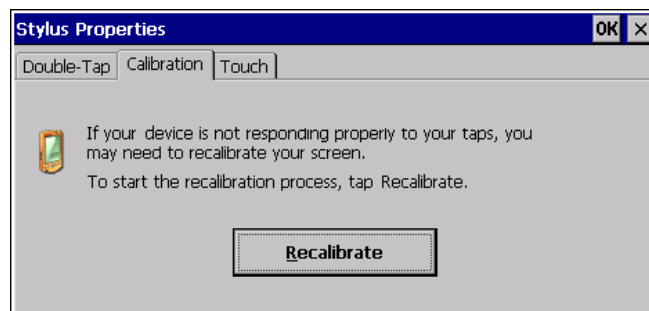 Stylus Properties OK ×
Double-Tap Calibration Touch
If your device is not responding properly to your taps, you
may need to recalibrate your screen.
To start the recalibration process, tap Recalibrate.
Recalibrate